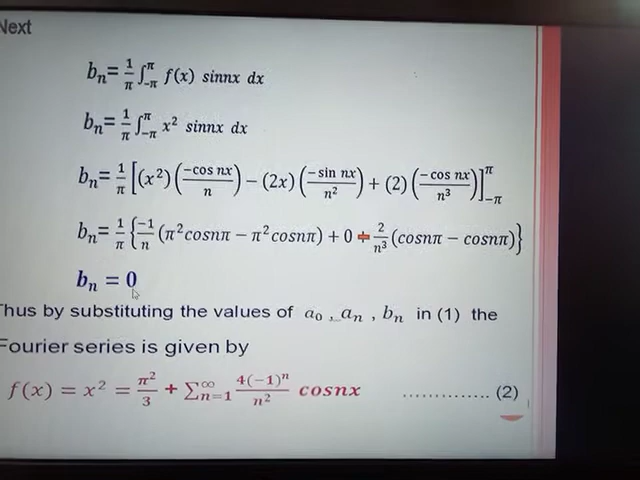 Next
bₙ= 1/π ∫_{-π}^{π} f(x) sinnx dx
bₙ= 1/π ∫_{-π}^{π} x² sinnx dx
bₙ= 1/π [(x²)(−cos nx/n) − (2x)(−sin nx/n²) + (2)(−cos nx/n³)]_{−π}^{π}
bₙ= 1/π {−1/n (π²cosnπ − π²cosnπ) + 0 + 2/n³ (cosnπ − cosnπ)}
bₙ = 0
Thus by substituting the values of a₀ , aₙ , bₙ in (1) the
Fourier series is given by
f(x) = x² = π²/3 + ∑_{n=1}^{∞} 4(−1)ⁿ/n² cosnx .............. (2)